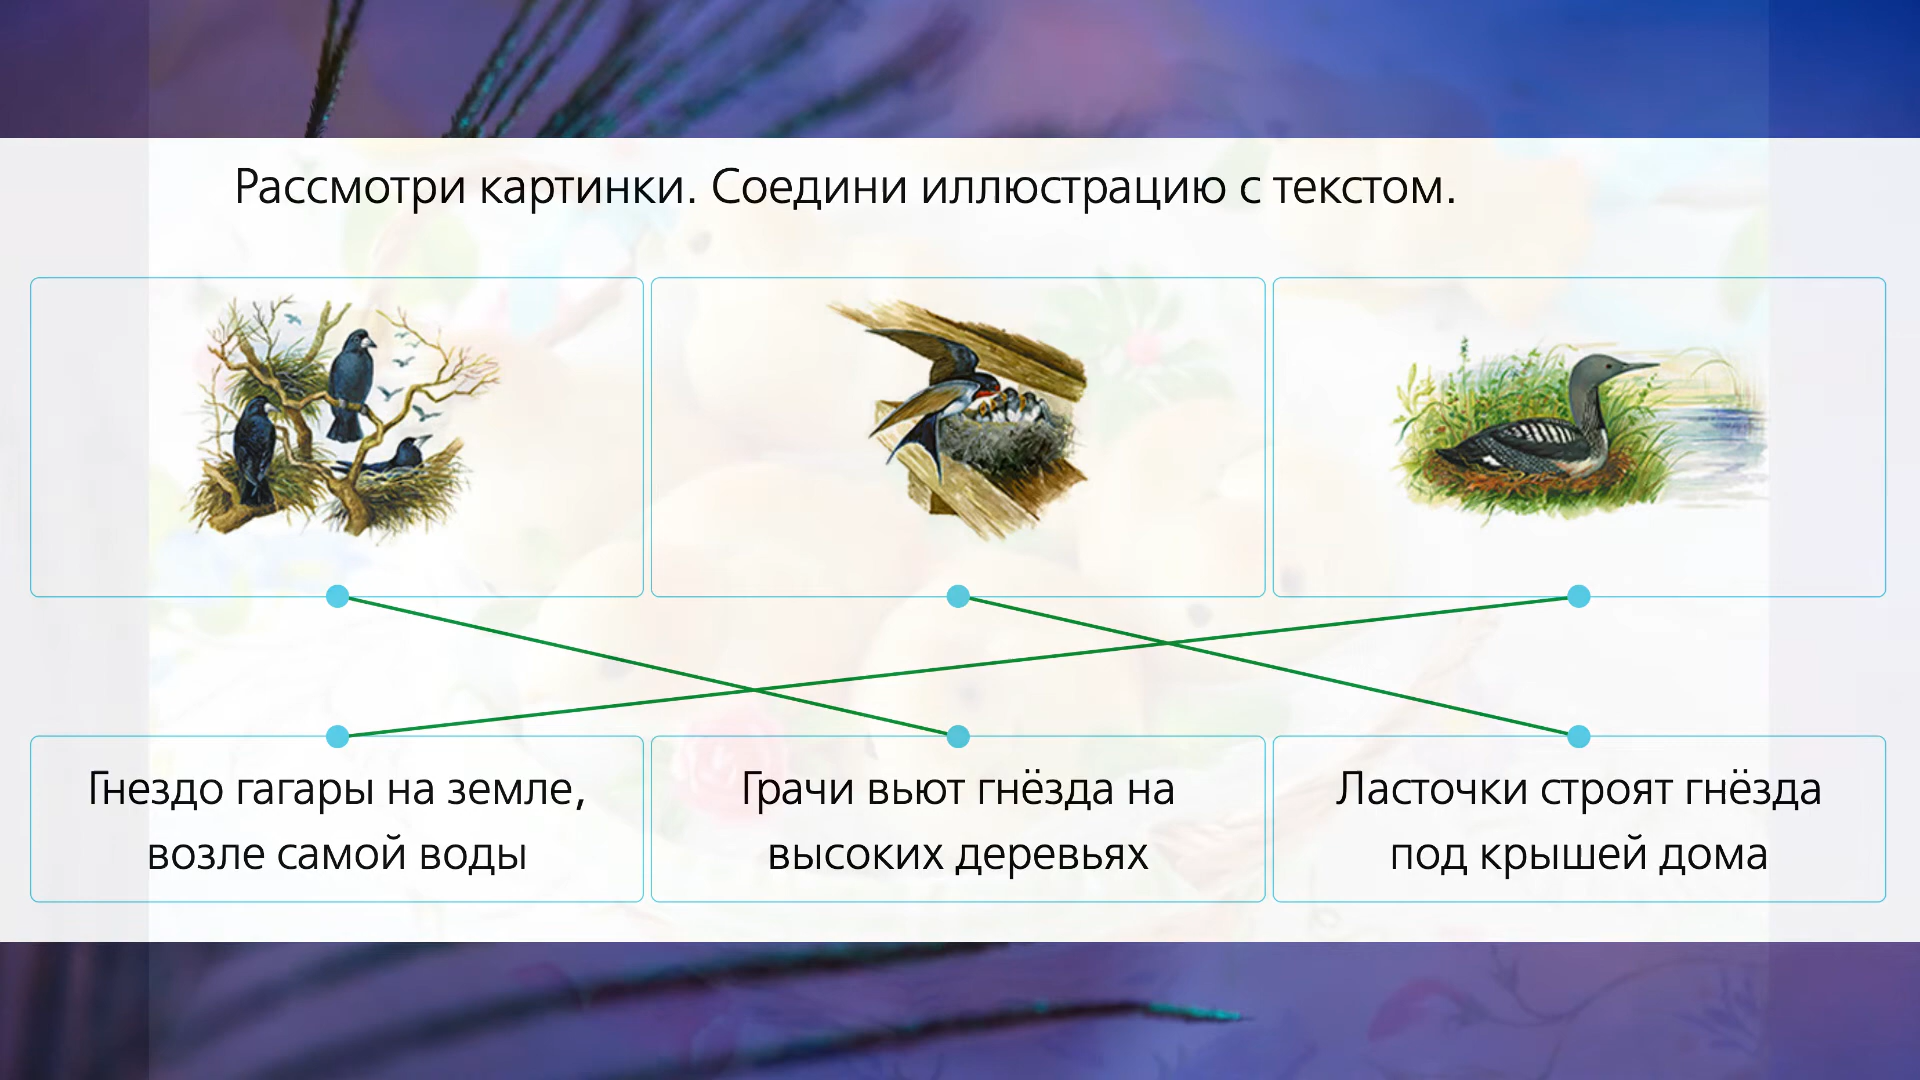 Рассмотри картинки. Соедини иллюстрацию с текстом.
Гнездо гагары на земле,
возле самой воды
Грачи вьют гнёзда на
высоких деревьях
Ласточки строят гнёзда
под крышей дома